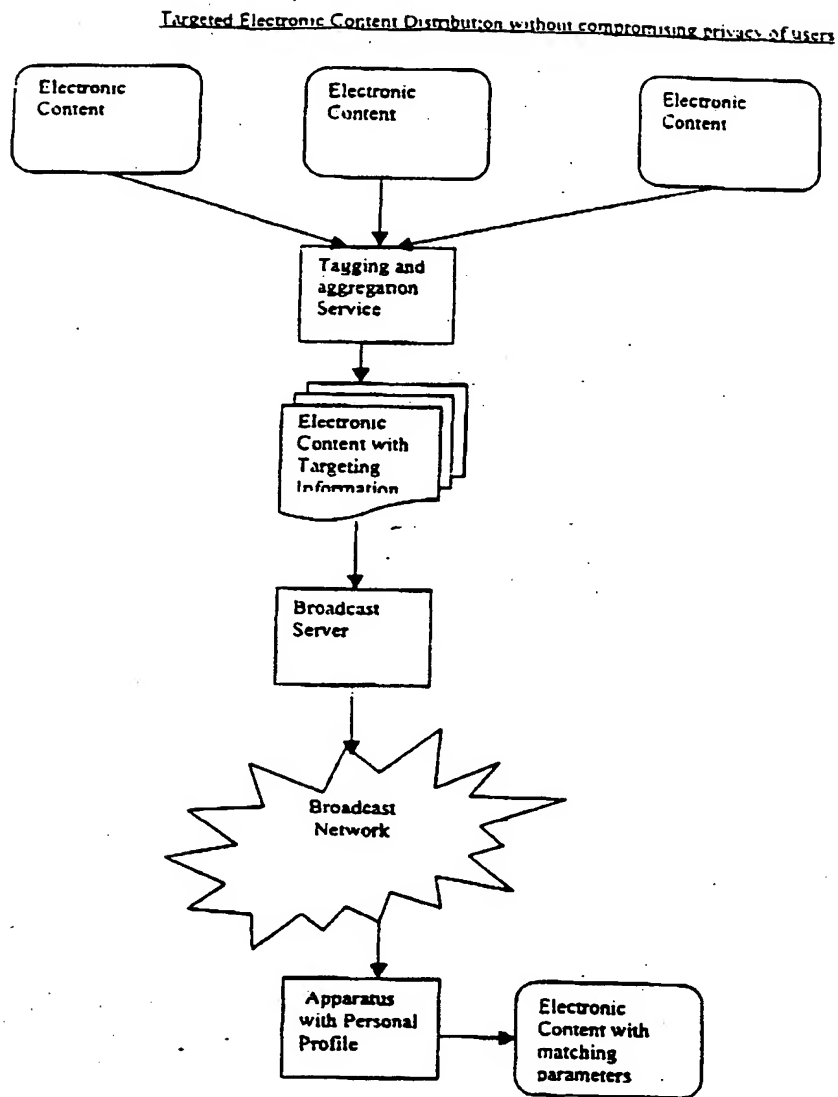 Targeted Electronic Content Distribution without compromising privacy of users
Electronic
Content
Electronic
Content
Electronic
Content
Tagging and
aggregation
Service
Electronic
Content with
Targeting
Information
Broadcast
Server
Broadcast
Network
Apparatus
with Personal
Profile
Electronic
Content with
matching
parameters